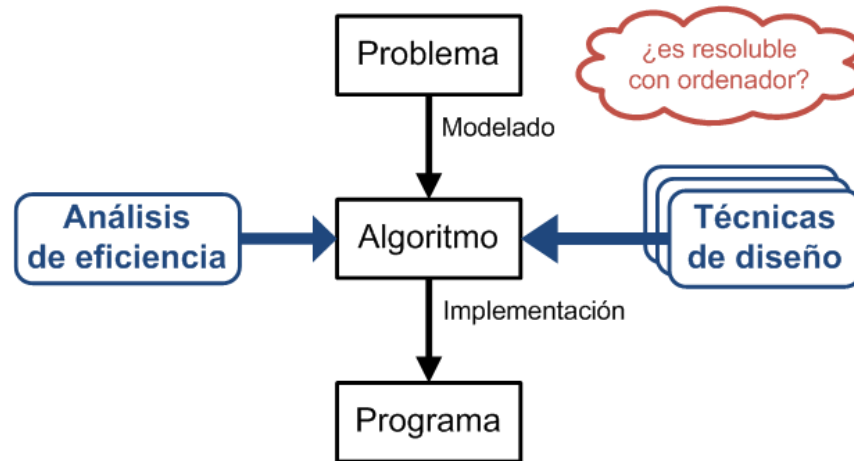 Problema
¿es resoluble
con ordenador?
Modelado
Análisis
de eficiencia
Algoritmo
Técnicas
de diseño
Implementación
Programa